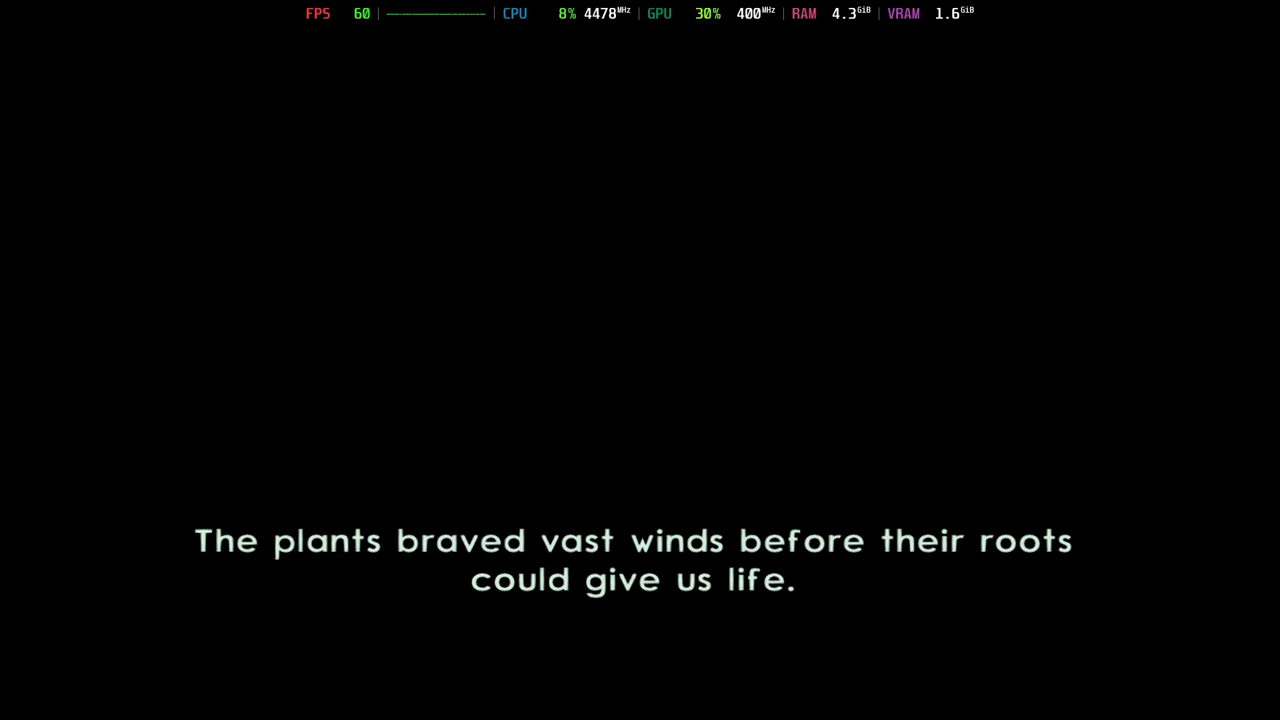 FPS 60 | CPU 8% 4478MHz | GPU 30% 400MHz | RAM 4.3GiB | VRAM 1.6GiB
The plants braved vast winds before their roots
could give us life.